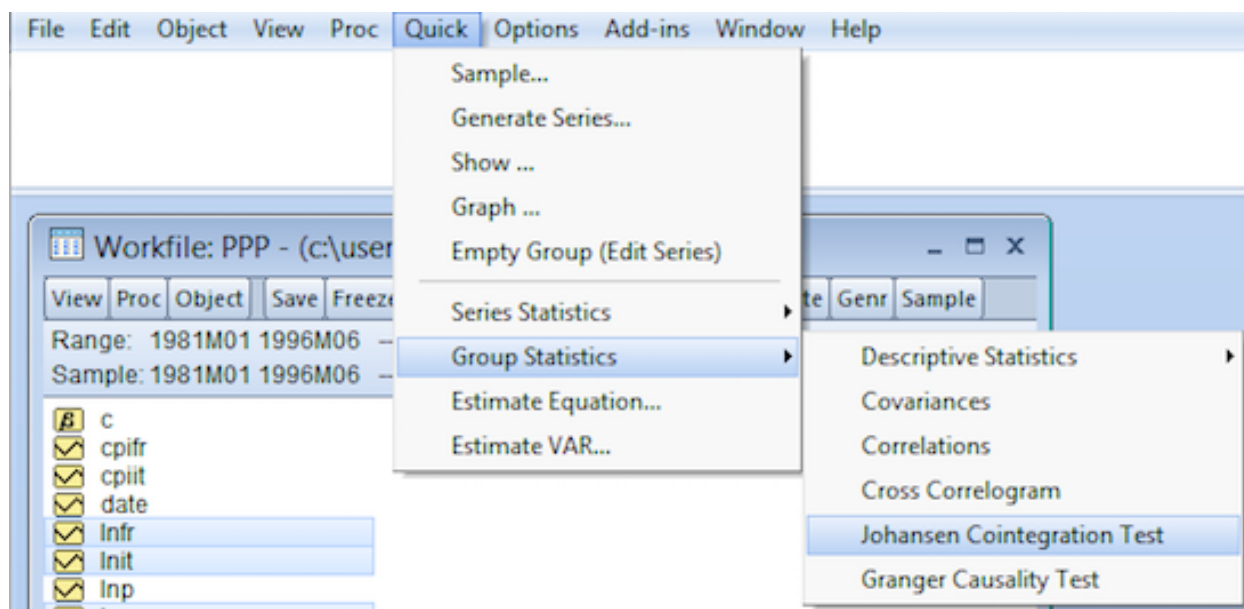 File Edit Object View Proc Quick Options Add-ins Window Help
Sample...
Generate Series...
Show ...
Graph ...
Empty Group (Edit Series)
Series Statistics
Group Statistics
Estimate Equation...
Estimate VAR...
Descriptive Statistics
Covariances
Correlations
Cross Correlogram
Johansen Cointegration Test
Granger Causality Test
Workfile: PPP - (c:\user
View Proc Object Save Freeze te Genr Sample
Range: 1981M01 1996M06 --
Sample: 1981M01 1996M06 --
β c
cpifr
cpiit
date
lnfr
lnit
lnp